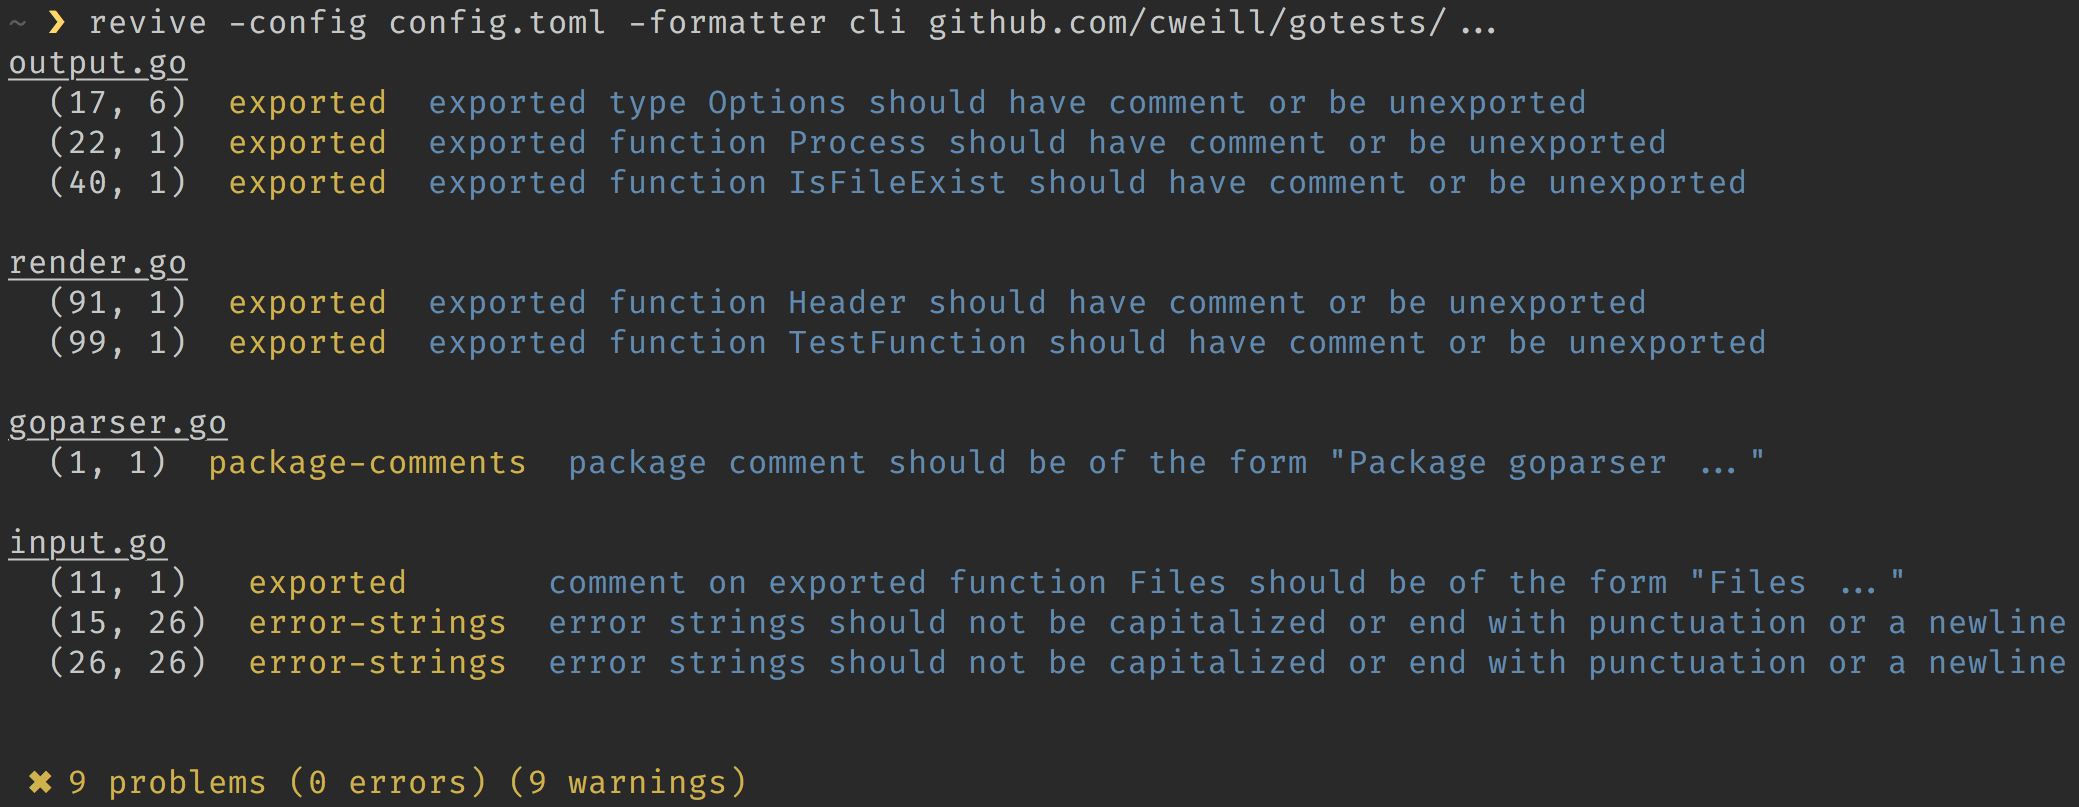 ~ ❯ revive -config config.toml -formatter cli github.com/cweill/gotests/...
output.go
(17, 6) exported exported type Options should have comment or be unexported
(22, 1) exported exported function Process should have comment or be unexported
(40, 1) exported exported function IsFileExist should have comment or be unexported
render.go
(91, 1) exported exported function Header should have comment or be unexported
(99, 1) exported exported function TestFunction should have comment or be unexported
goparser.go
(1, 1) package-comments package comment should be of the form "Package goparser ..."
input.go
(11, 1) exported comment on exported function Files should be of the form "Files ..."
(15, 26) error-strings error strings should not be capitalized or end with punctuation or a newline
(26, 26) error-strings error strings should not be capitalized or end with punctuation or a newline
✖ 9 problems (0 errors) (9 warnings)